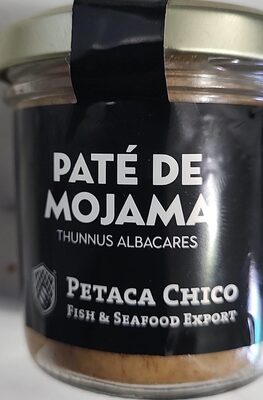 PATÉ DE
MOJAMA
THUNNUS ALBACARES
PETACA CHICO
FISH & SEAFOOD EXPORT